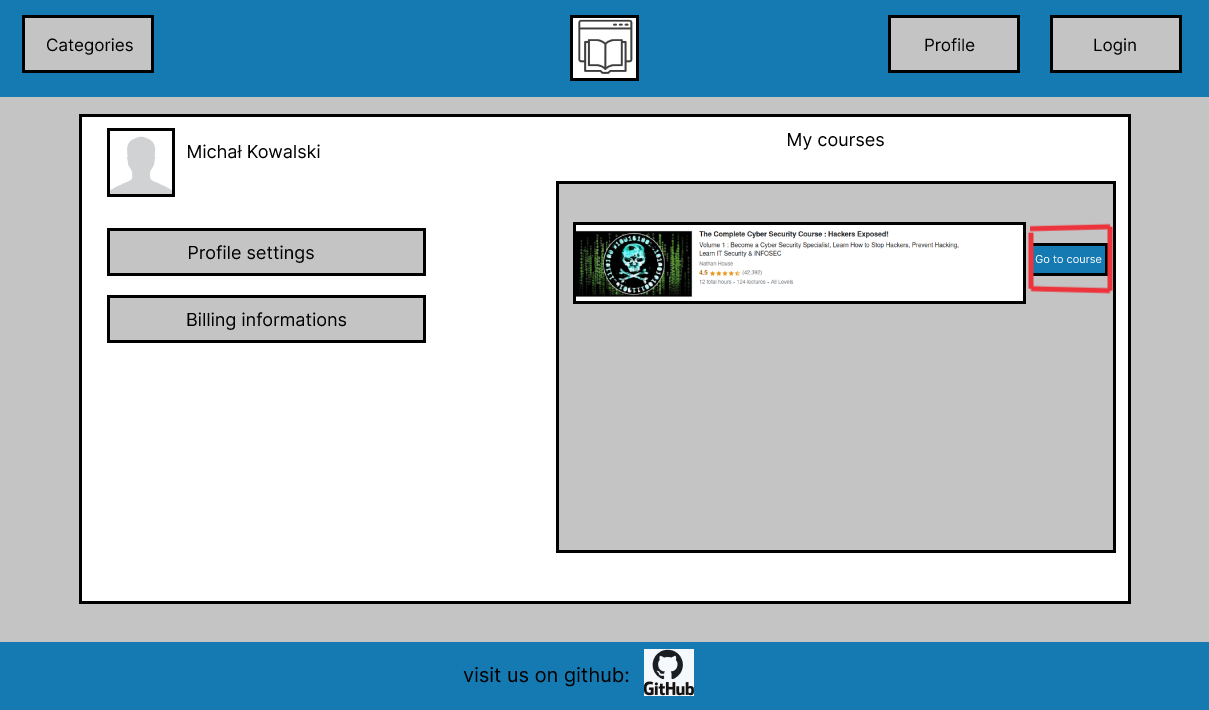 Categories
Profile
Login
Michał Kowalski
My courses
Profile settings
Billing informations
The Complete Cyber Security Course : Hackers Exposed!
Volume 1 : Become a Cyber Security Specialist, Learn How to Stop Hackers, Prevent Hacking,
Learn IT Security & INFOSEC
Nathan House
4.5 (42,392)
12 total hours • 124 lectures • All Levels
Go to course
visit us on github:
GitHub